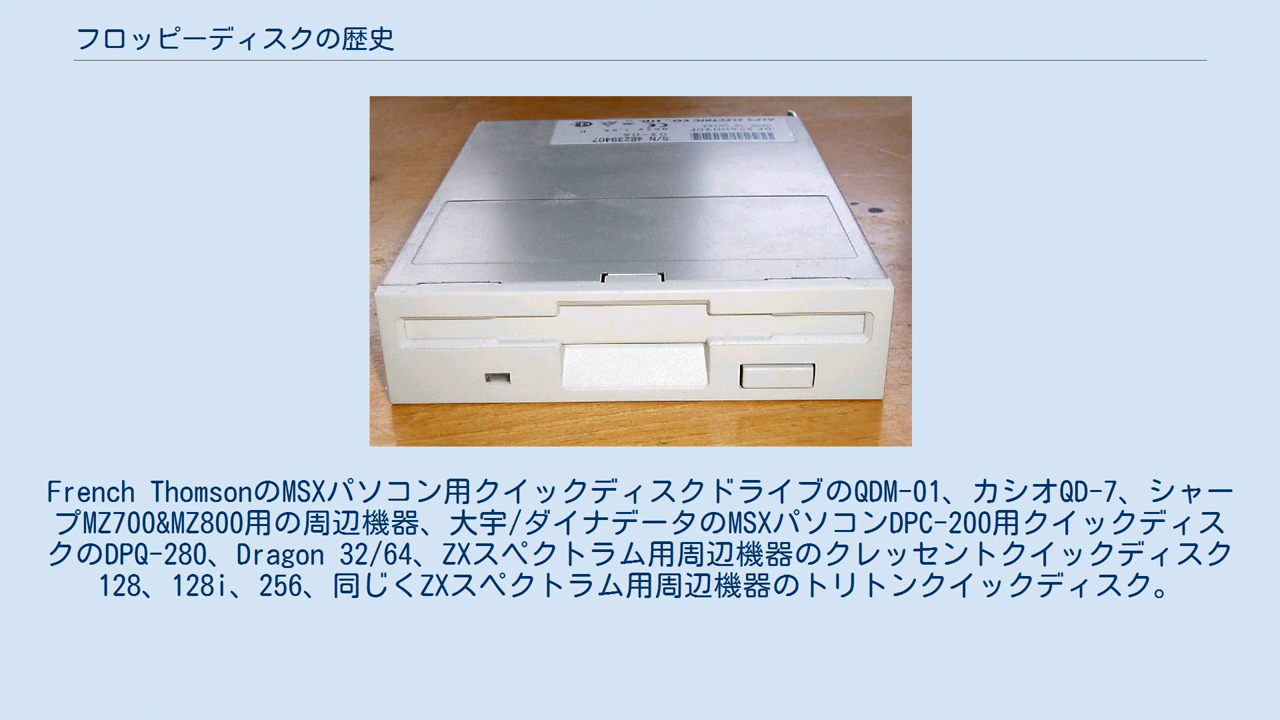 フロッピーディスクの歴史
ALPS ELECTRIC CO., LTD.
S/N 48239407
French ThomsonのMSXパソコン用クイックディスクドライブのQDM-01、カシオQD-7、シャー
プMZ700&MZ800用の周辺機器、大宇/ダイナデータのMSXパソコンDPC-200用クイックディス
クのDPQ-280、Dragon 32/64、ZXスペクトラム用周辺機器のクレッセントクイックディスク
128、128i、256、同じくZXスペクトラム用周辺機器のトリトンクイックディスク。